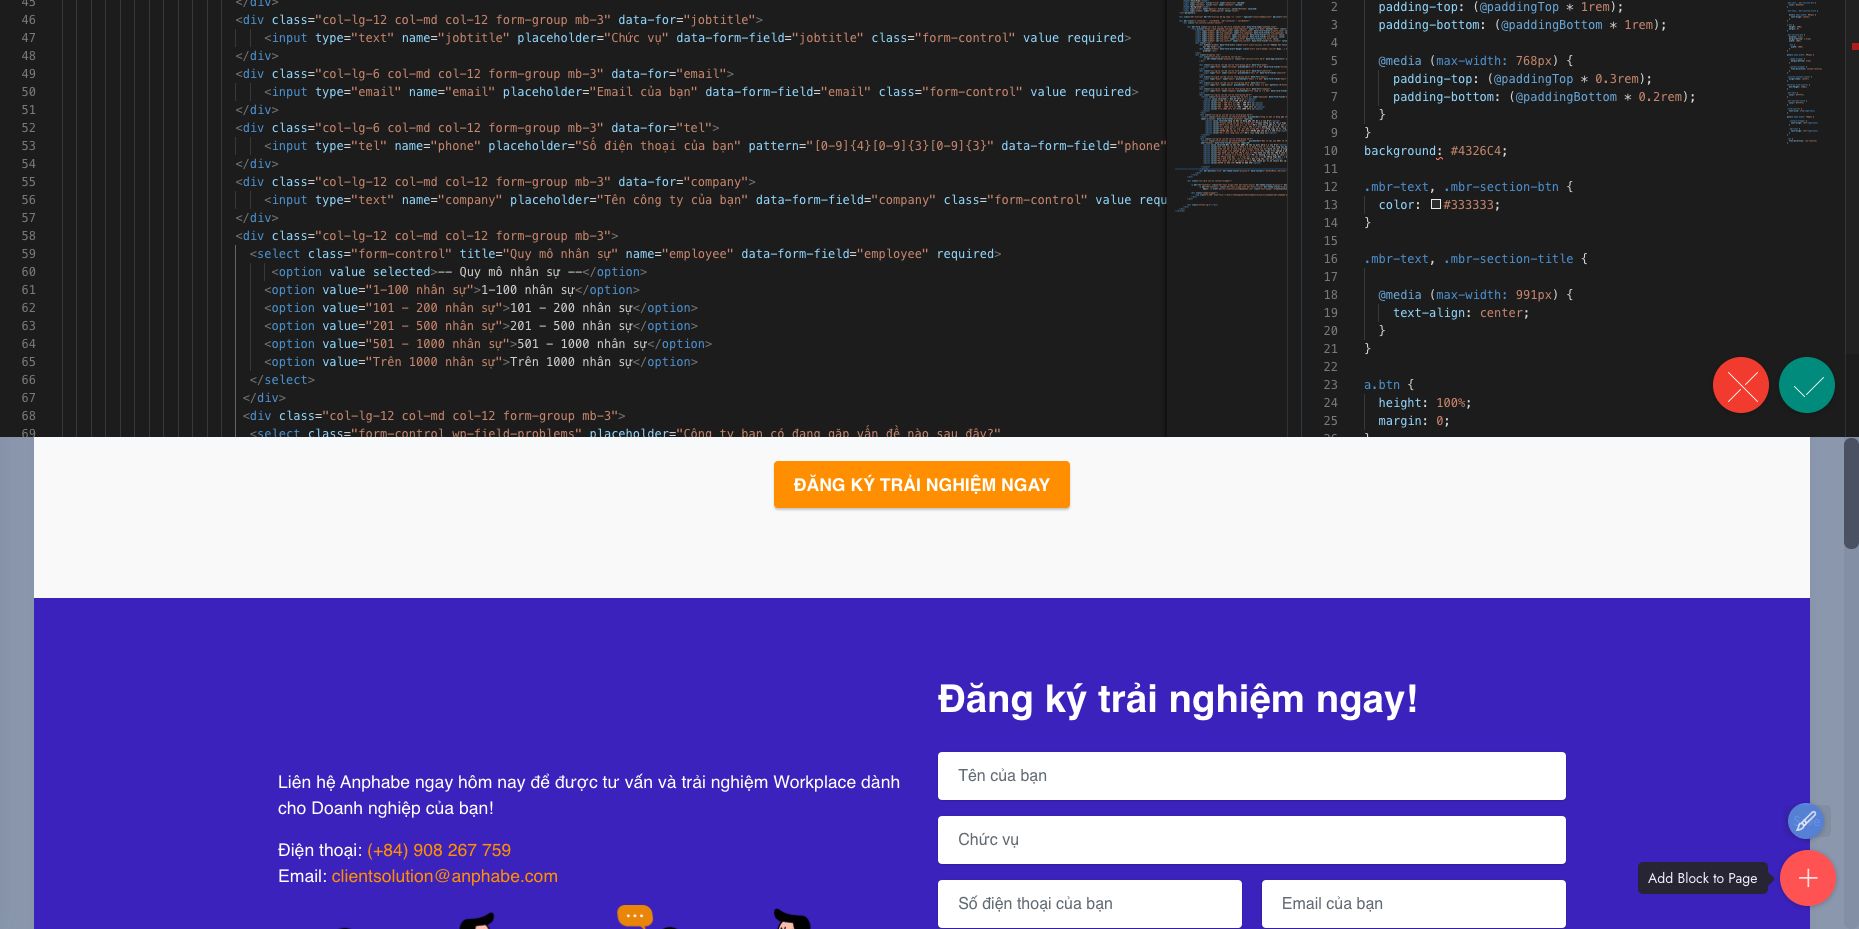 45 </div>
46 <div class="col-lg-12 col-md col-12 form-group mb-3" data-for="jobtitle">
47 <input type="text" name="jobtitle" placeholder="Chức vụ" data-form-field="jobtitle" class="form-control" value required>
48 </div>
49 <div class="col-lg-6 col-md col-12 form-group mb-3" data-for="email">
50 <input type="email" name="email" placeholder="Email của bạn" data-form-field="email" class="form-control" value required>
51 </div>
52 <div class="col-lg-6 col-md col-12 form-group mb-3" data-for="tel">
53 <input type="tel" name="phone" placeholder="Số điện thoại của bạn" pattern="[0-9]{4}[0-9]{3}[0-9]{3}" data-form-field="phone"
54 </div>
55 <div class="col-lg-12 col-md col-12 form-group mb-3" data-for="company">
56 <input type="text" name="company" placeholder="Tên công ty của bạn" data-form-field="company" class="form-control" value requ
57 </div>
58 <div class="col-lg-12 col-md col-12 form-group mb-3">
59 <select class="form-control" title="Quy mô nhân sự" name="employee" data-form-field="employee" required>
60 <option value selected>-- Quy mô nhân sự --</option>
61 <option value="1-100 nhân sự">1-100 nhân sự</option>
62 <option value="101 - 200 nhân sự">101 - 200 nhân sự</option>
63 <option value="201 - 500 nhân sự">201 - 500 nhân sự</option>
64 <option value="501 - 1000 nhân sự">501 - 1000 nhân sự</option>
65 <option value="Trên 1000 nhân sự">Trên 1000 nhân sự</option>
66 </select>
67 </div>
68 <div class="col-lg-12 col-md col-12 form-group mb-3">
69 <select class="form-control wp-field-problems" placeholder="Công ty bạn có đang gặp vấn đề nào sau đây?"
2 padding-top: (@paddingTop * 1rem);
3 padding-bottom: (@paddingBottom * 1rem);
4
5 @media (max-width: 768px) {
6 padding-top: (@paddingTop * 0.3rem);
7 padding-bottom: (@paddingBottom * 0.2rem);
8 }
9 }
10 background: #4326C4;
11
12 .mbr-text, .mbr-section-btn {
13 color: #333333;
14 }
15
16 .mbr-text, .mbr-section-title {
17
18 @media (max-width: 991px) {
19 text-align: center;
20 }
21 }
22
23 a.btn {
24 height: 100%;
25 margin: 0;
26 }
ĐĂNG KÝ TRẢI NGHIỆM NGAY
Đăng ký trải nghiệm ngay!
Liên hệ Anphabe ngay hôm nay để được tư vấn và trải nghiệm Workplace dành
cho Doanh nghiệp của bạn!
Điện thoại: (+84) 908 267 759
Email: clientsolution@anphabe.com
Tên của bạn
Chức vụ
Số điện thoại của bạn
Email của bạn
Add Block to Page